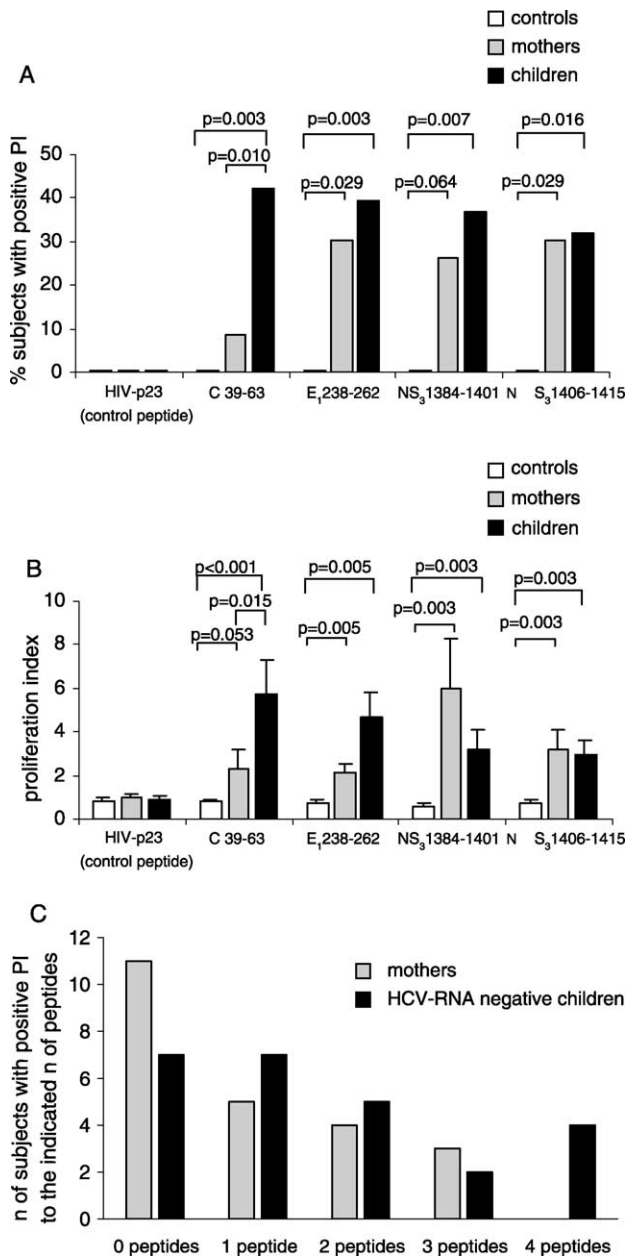 controls
mothers
A
children
p=0.003 p=0.003 p=0.007 p=0.016
p=0.010
p=0.029 p=0.064 p=0.029
% subjects with positive PI
50
40
30
20
10
0
HIV-p23 C 39-63 E1238-262 NS31384-1401 N S31406-1415
(control peptide)
controls
mothers
children
B
p<0.001 p=0.005 p=0.003 p=0.003
p=0.015
p=0.053 p=0.005 p=0.003 p=0.003
proliferation index
10
8
6
4
2
0
HIV-p23 C 39-63 E1238-262 NS31384-1401 N S31406-1415
(control peptide)
C
n of subjects with positive PI
to the indicated n of peptides
12
10
8
6
4
2
0
mothers
HCV-RNA negative children
0 peptides 1 peptide 2 peptides 3 peptides 4 peptides